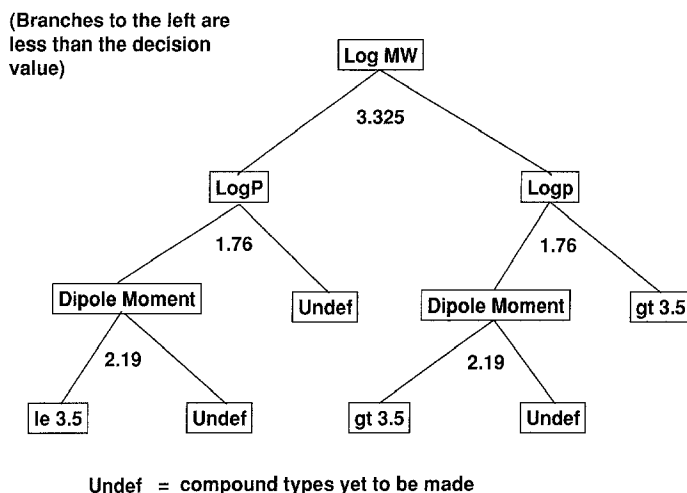 (Branches to the left are
less than the decision
value)
Log MW
3.325
LogP
Logp
1.76
1.76
Dipole Moment
Undef
Dipole Moment
gt 3.5
2.19
2.19
le 3.5
Undef
gt 3.5
Undef
Undef = compound types yet to be made